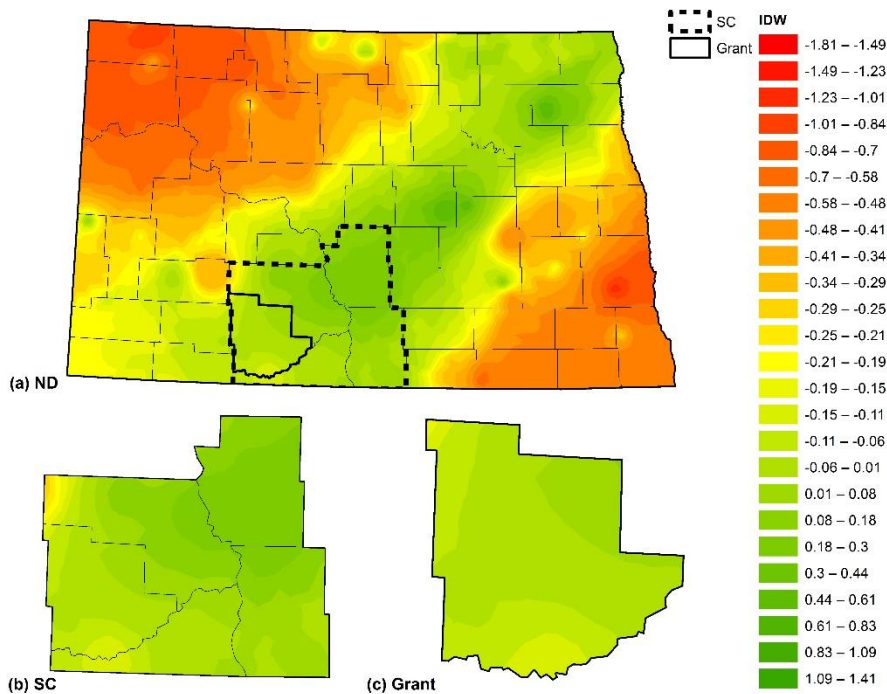 SC
Grant
IDW
-1.81 – -1.49
-1.49 – -1.23
-1.23 – -1.01
-1.01 – -0.84
-0.84 – -0.7
-0.7 – -0.58
-0.58 – -0.48
-0.48 – -0.41
-0.41 – -0.34
-0.34 – -0.29
-0.29 – -0.25
-0.25 – -0.21
-0.21 – -0.19
-0.19 – -0.15
-0.15 – -0.11
-0.11 – -0.06
-0.06 – 0.01
0.01 – 0.08
0.08 – 0.18
0.18 – 0.3
0.3 – 0.44
0.44 – 0.61
0.61 – 0.83
0.83 – 1.09
1.09 – 1.41
(a) ND
(b) SC
(c) Grant